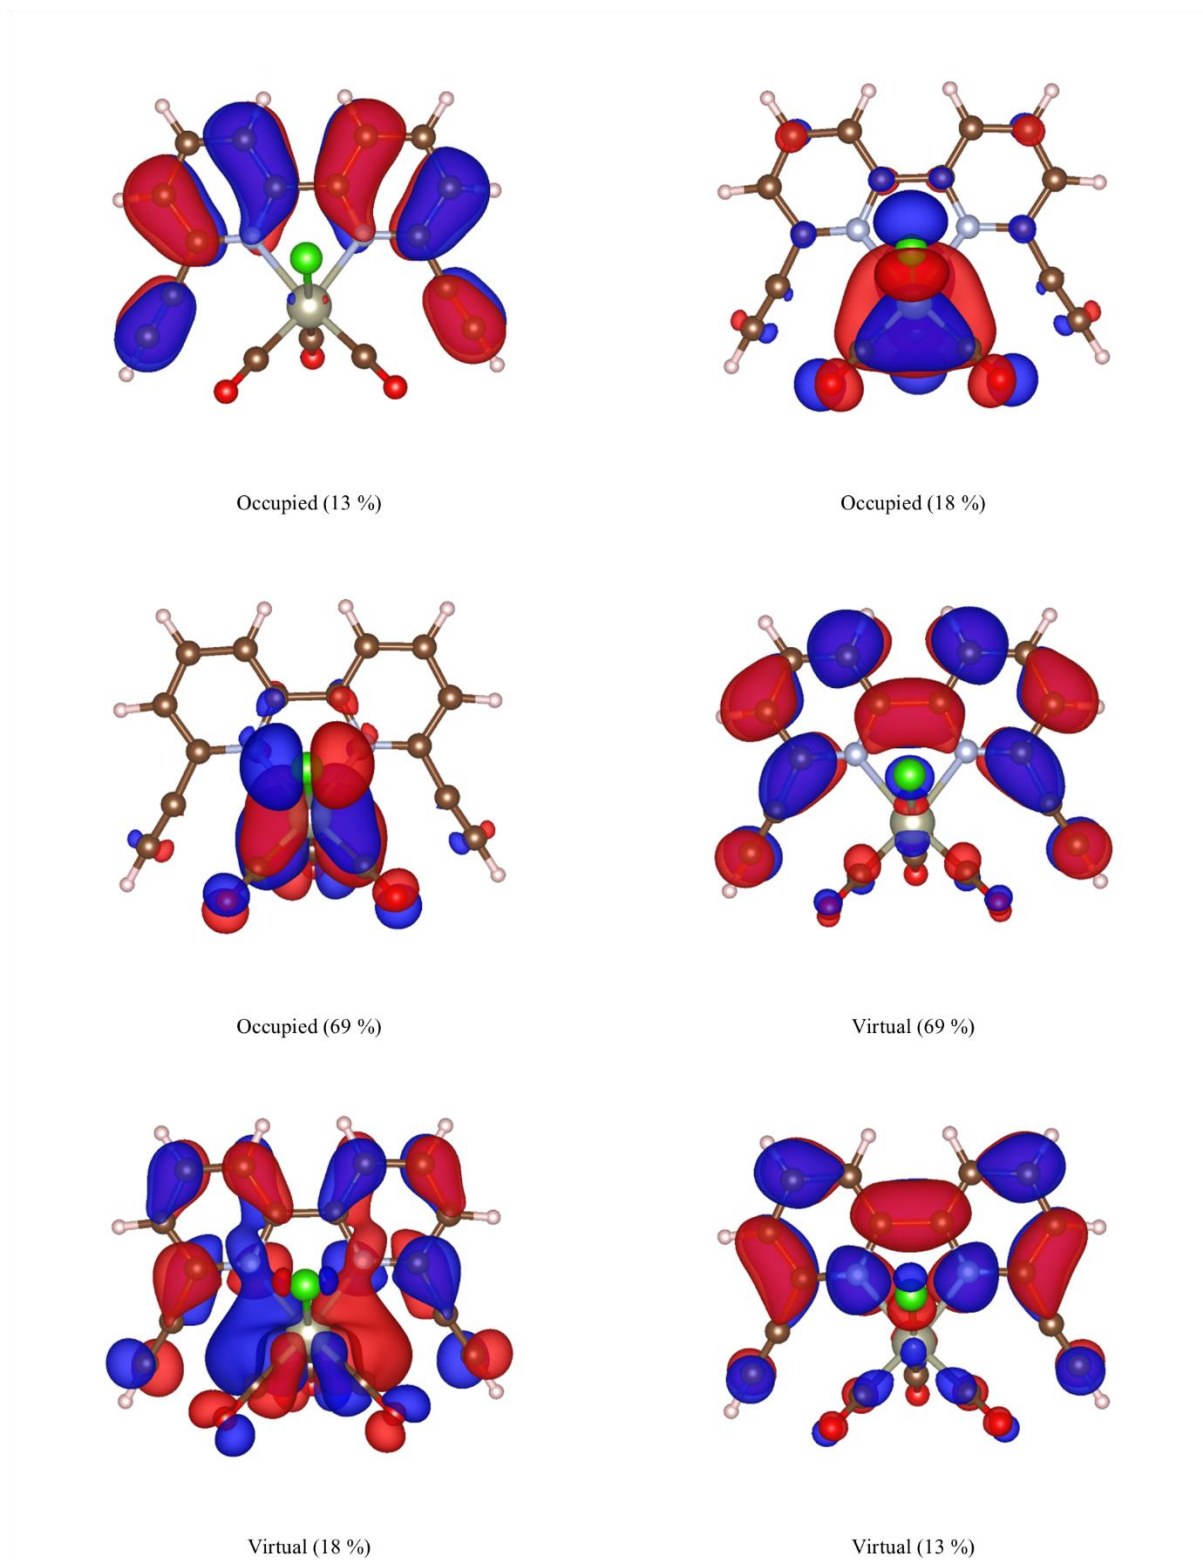 Occupied (13 %)
Occupied (18 %)
Occupied (69 %)
Virtual (69 %)
Virtual (18 %)
Virtual (13 %)